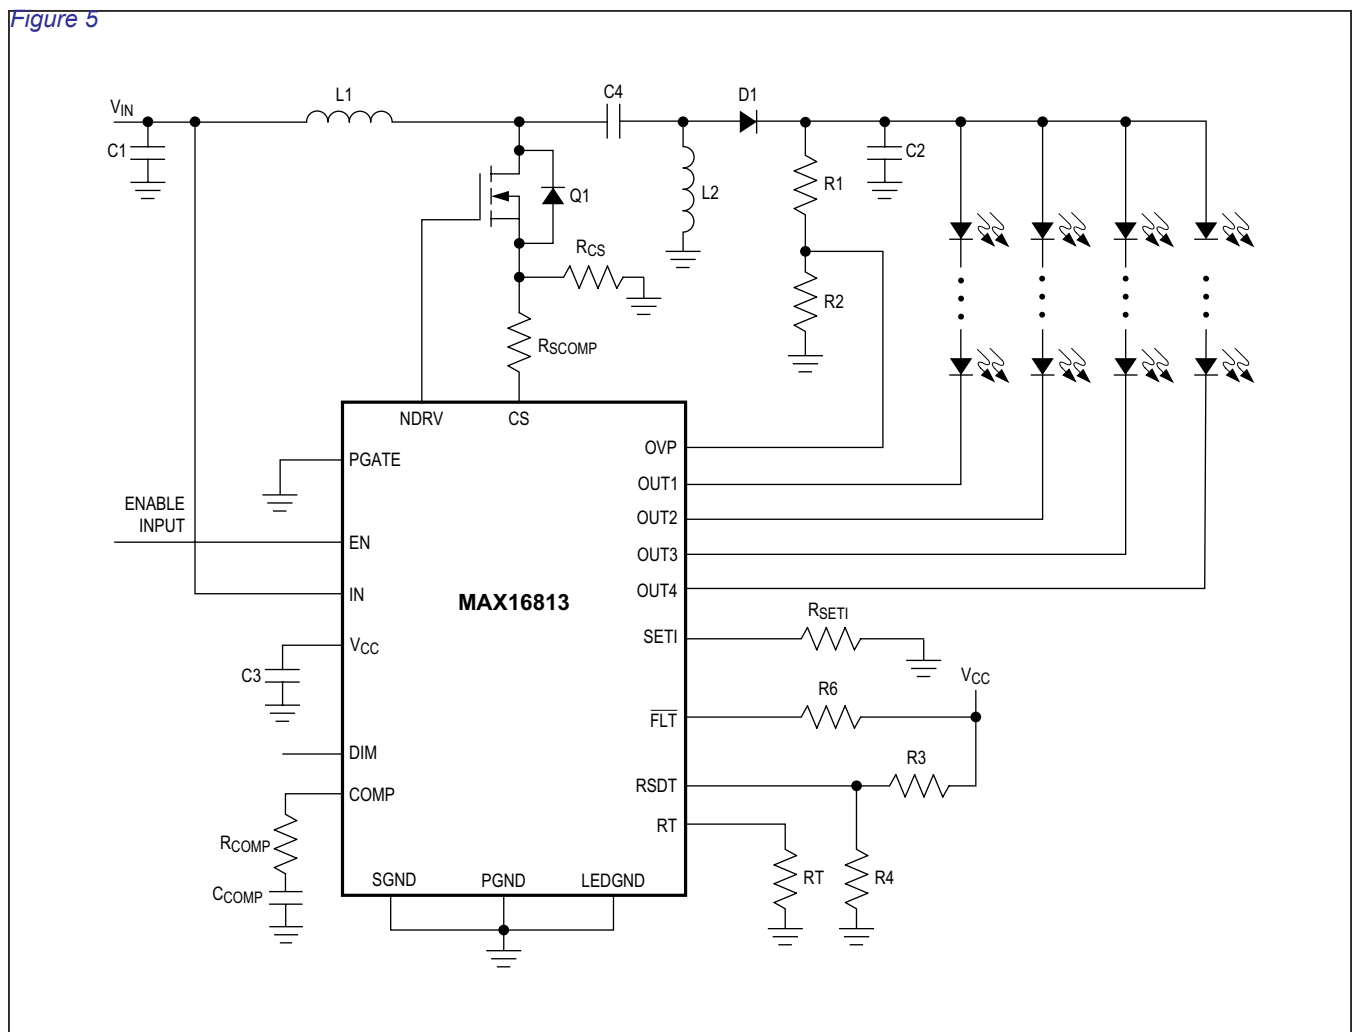 Figure 5
VIN
L1
C4
D1
C1
C2
R1
Q1
L2
RCS
R2
RSCOMP
NDRV
CS
PGATE
OVP
OUT1
ENABLE
INPUT
OUT2
EN
OUT3
IN
MAX16813
OUT4
RSETI
SETI
VCC
C3
VCC
R6
FLT
DIM
R3
RSDT
COMP
RT
RCOMP
RT
R4
SGND
PGND
LEDGND
CCOMP